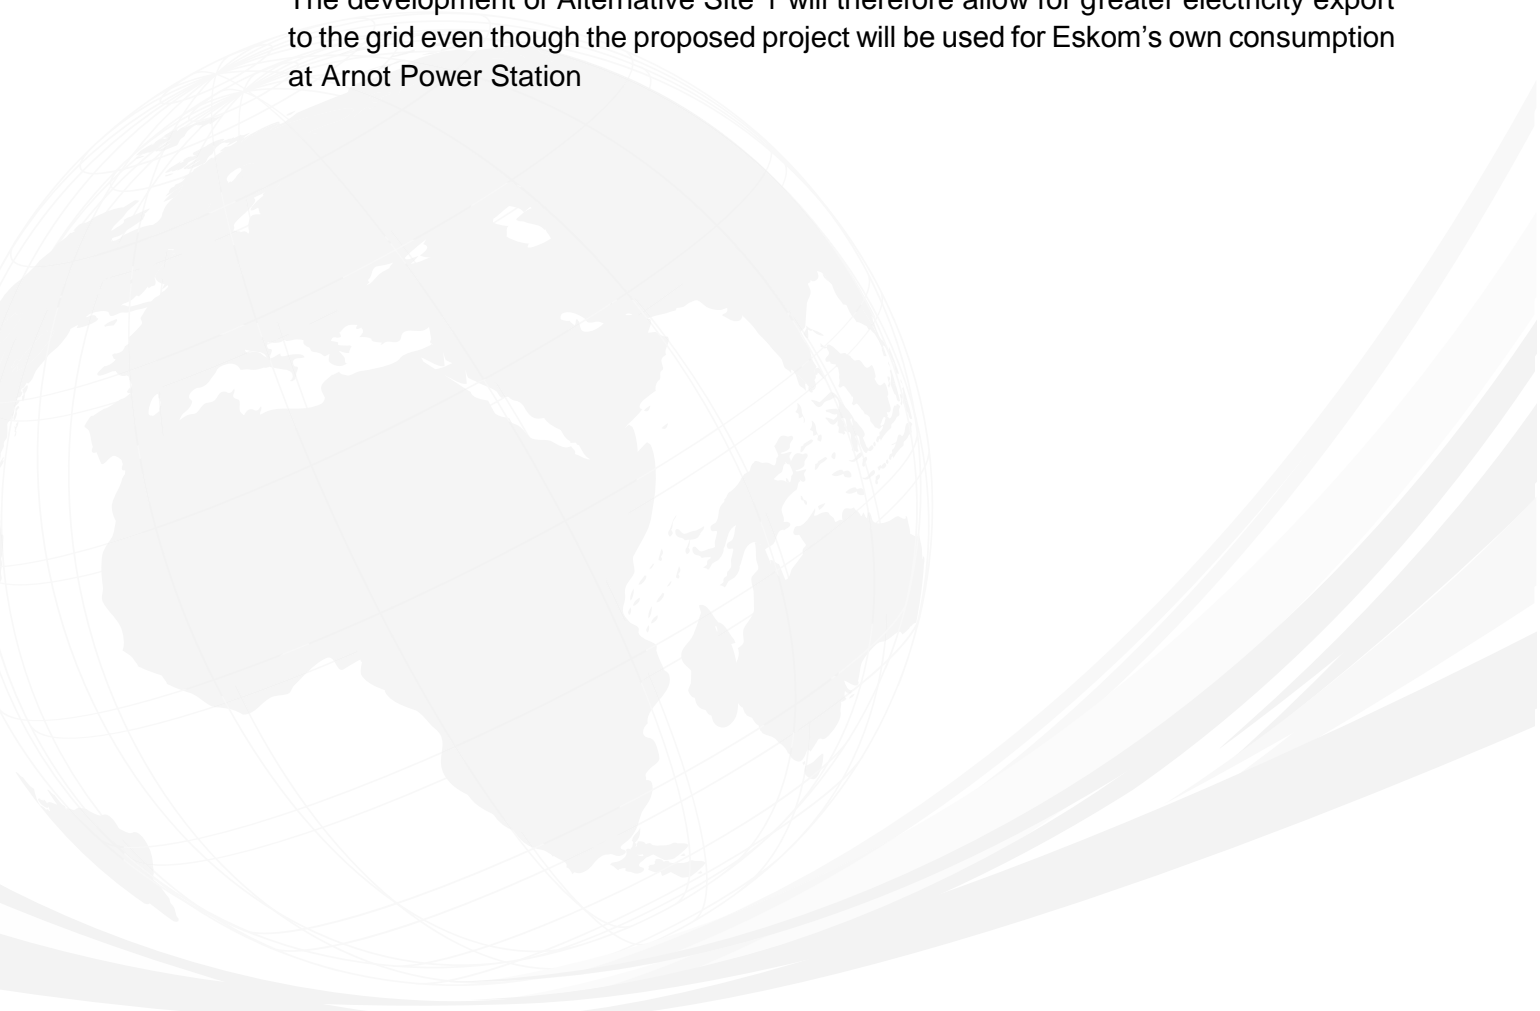 The development of Alternative Site 1 will therefore allow for greater electricity export
to the grid even though the proposed project will be used for Eskom’s own consumption
at Arnot Power Station